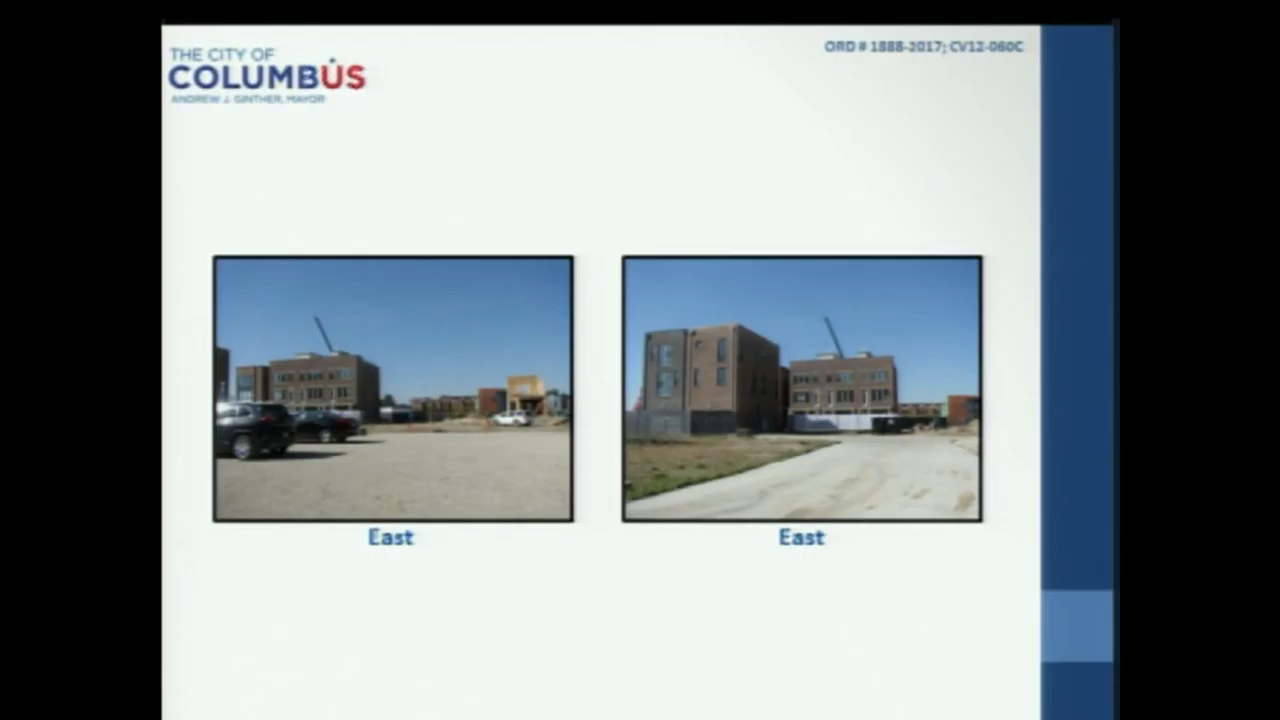 THE CITY OF
COLUMBUS
ANDREW J. GINTHER, MAYOR
ORD # 1888-2017; CV12-060C
East
East